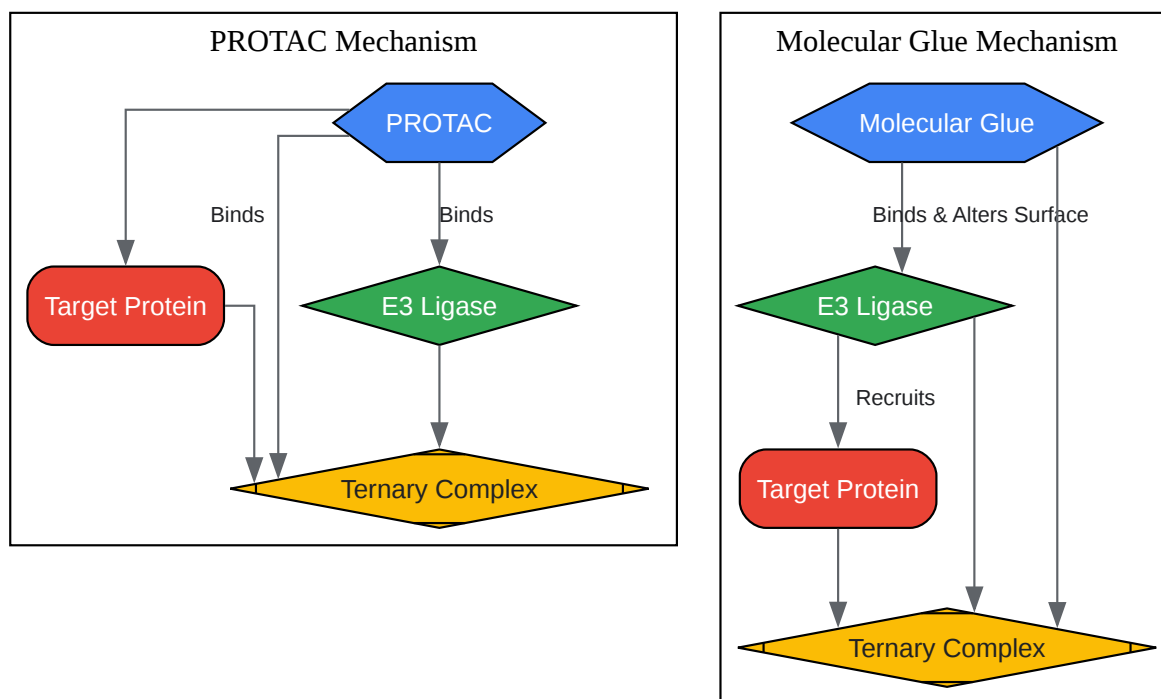 PROTAC Mechanism
PROTAC
Binds
Binds
Target Protein
E3 Ligase
Ternary Complex
Molecular Glue Mechanism
Molecular Glue
Binds & Alters Surface
E3 Ligase
Recruits
Target Protein
Ternary Complex